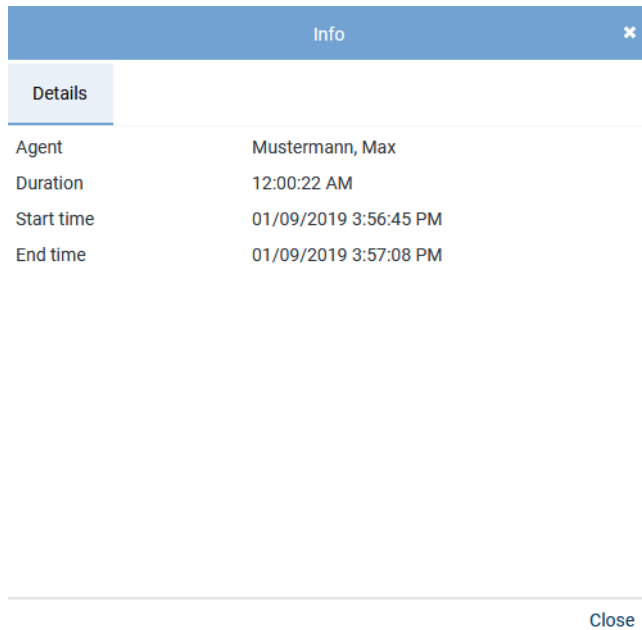 Info ×
Details
Agent Mustermann, Max
Duration 12:00:22 AM
Start time 01/09/2019 3:56:45 PM
End time 01/09/2019 3:57:08 PM
Close